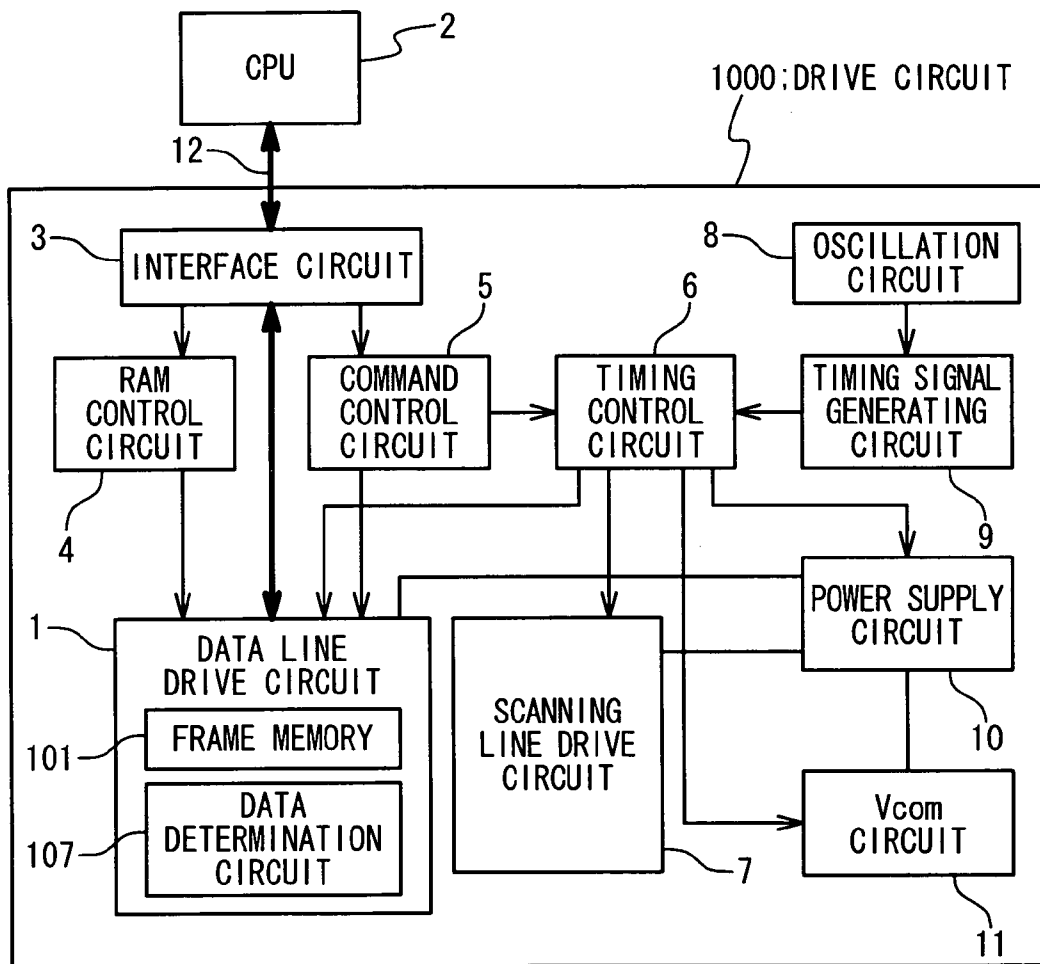 CPU
2
1000;DRIVE CIRCUIT
12
3
INTERFACE CIRCUIT
8
OSCILLATION
CIRCUIT
5
6
RAM
CONTROL
CIRCUIT
COMMAND
CONTROL
CIRCUIT
TIMING
CONTROL
CIRCUIT
TIMING SIGNAL
GENERATING
CIRCUIT
4
9
1
DATA LINE
DRIVE CIRCUIT
POWER SUPPLY
CIRCUIT
101
FRAME MEMORY
SCANNING
LINE DRIVE
CIRCUIT
10
107
DATA
DETERMINATION
CIRCUIT
Vcom
CIRCUIT
7
11